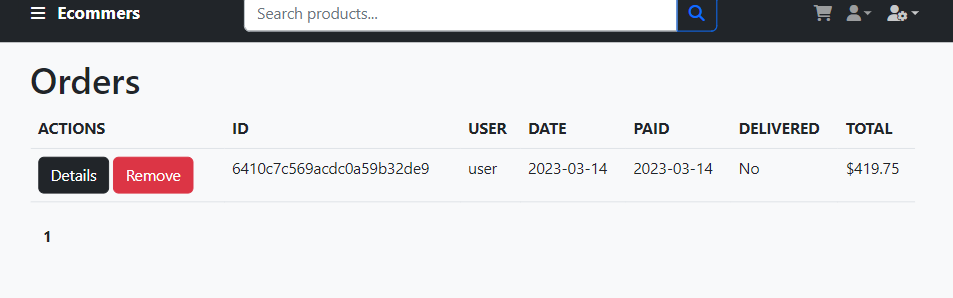 Ecommers Search products...
Orders
ACTIONS ID USER DATE PAID DELIVERED TOTAL
Details Remove 6410c7c569acdc0a59b32de9 user 2023-03-14 2023-03-14 No $419.75
1